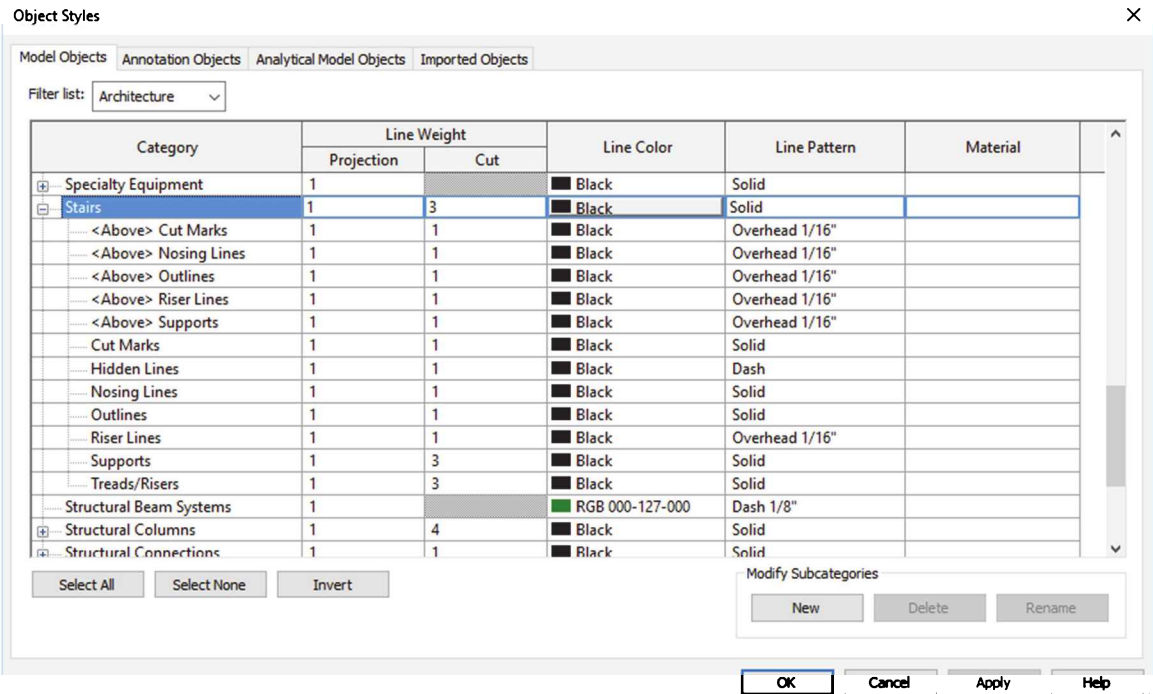 Object Styles
Model Objects Annotation Objects Analytical Model Objects Imported Objects
Filter list: Architecture
Category Line Weight Line Color Line Pattern Material
Projection Cut
Specialty Equipment 1 Black Solid
Stairs 1 3 Black Solid
<Above> Cut Marks 1 1 Black Overhead 1/16"
<Above> Nosing Lines 1 1 Black Overhead 1/16"
<Above> Outlines 1 1 Black Overhead 1/16"
<Above> Riser Lines 1 1 Black Overhead 1/16"
<Above> Supports 1 1 Black Overhead 1/16"
Cut Marks 1 1 Black Solid
Hidden Lines 1 1 Black Dash
Nosing Lines 1 1 Black Solid
Outlines 1 1 Black Solid
Riser Lines 1 1 Black Overhead 1/16"
Supports 1 3 Black Solid
Treads/Risers 1 3 Black Solid
Structural Beam Systems 1 RGB 000-127-000 Dash 1/8"
Structural Columns 1 4 Black Solid
Structural Connections 1 1 Black Solid
Select All Select None Invert
Modify Subcategories
New Delete Rename
OK Cancel Apply Help